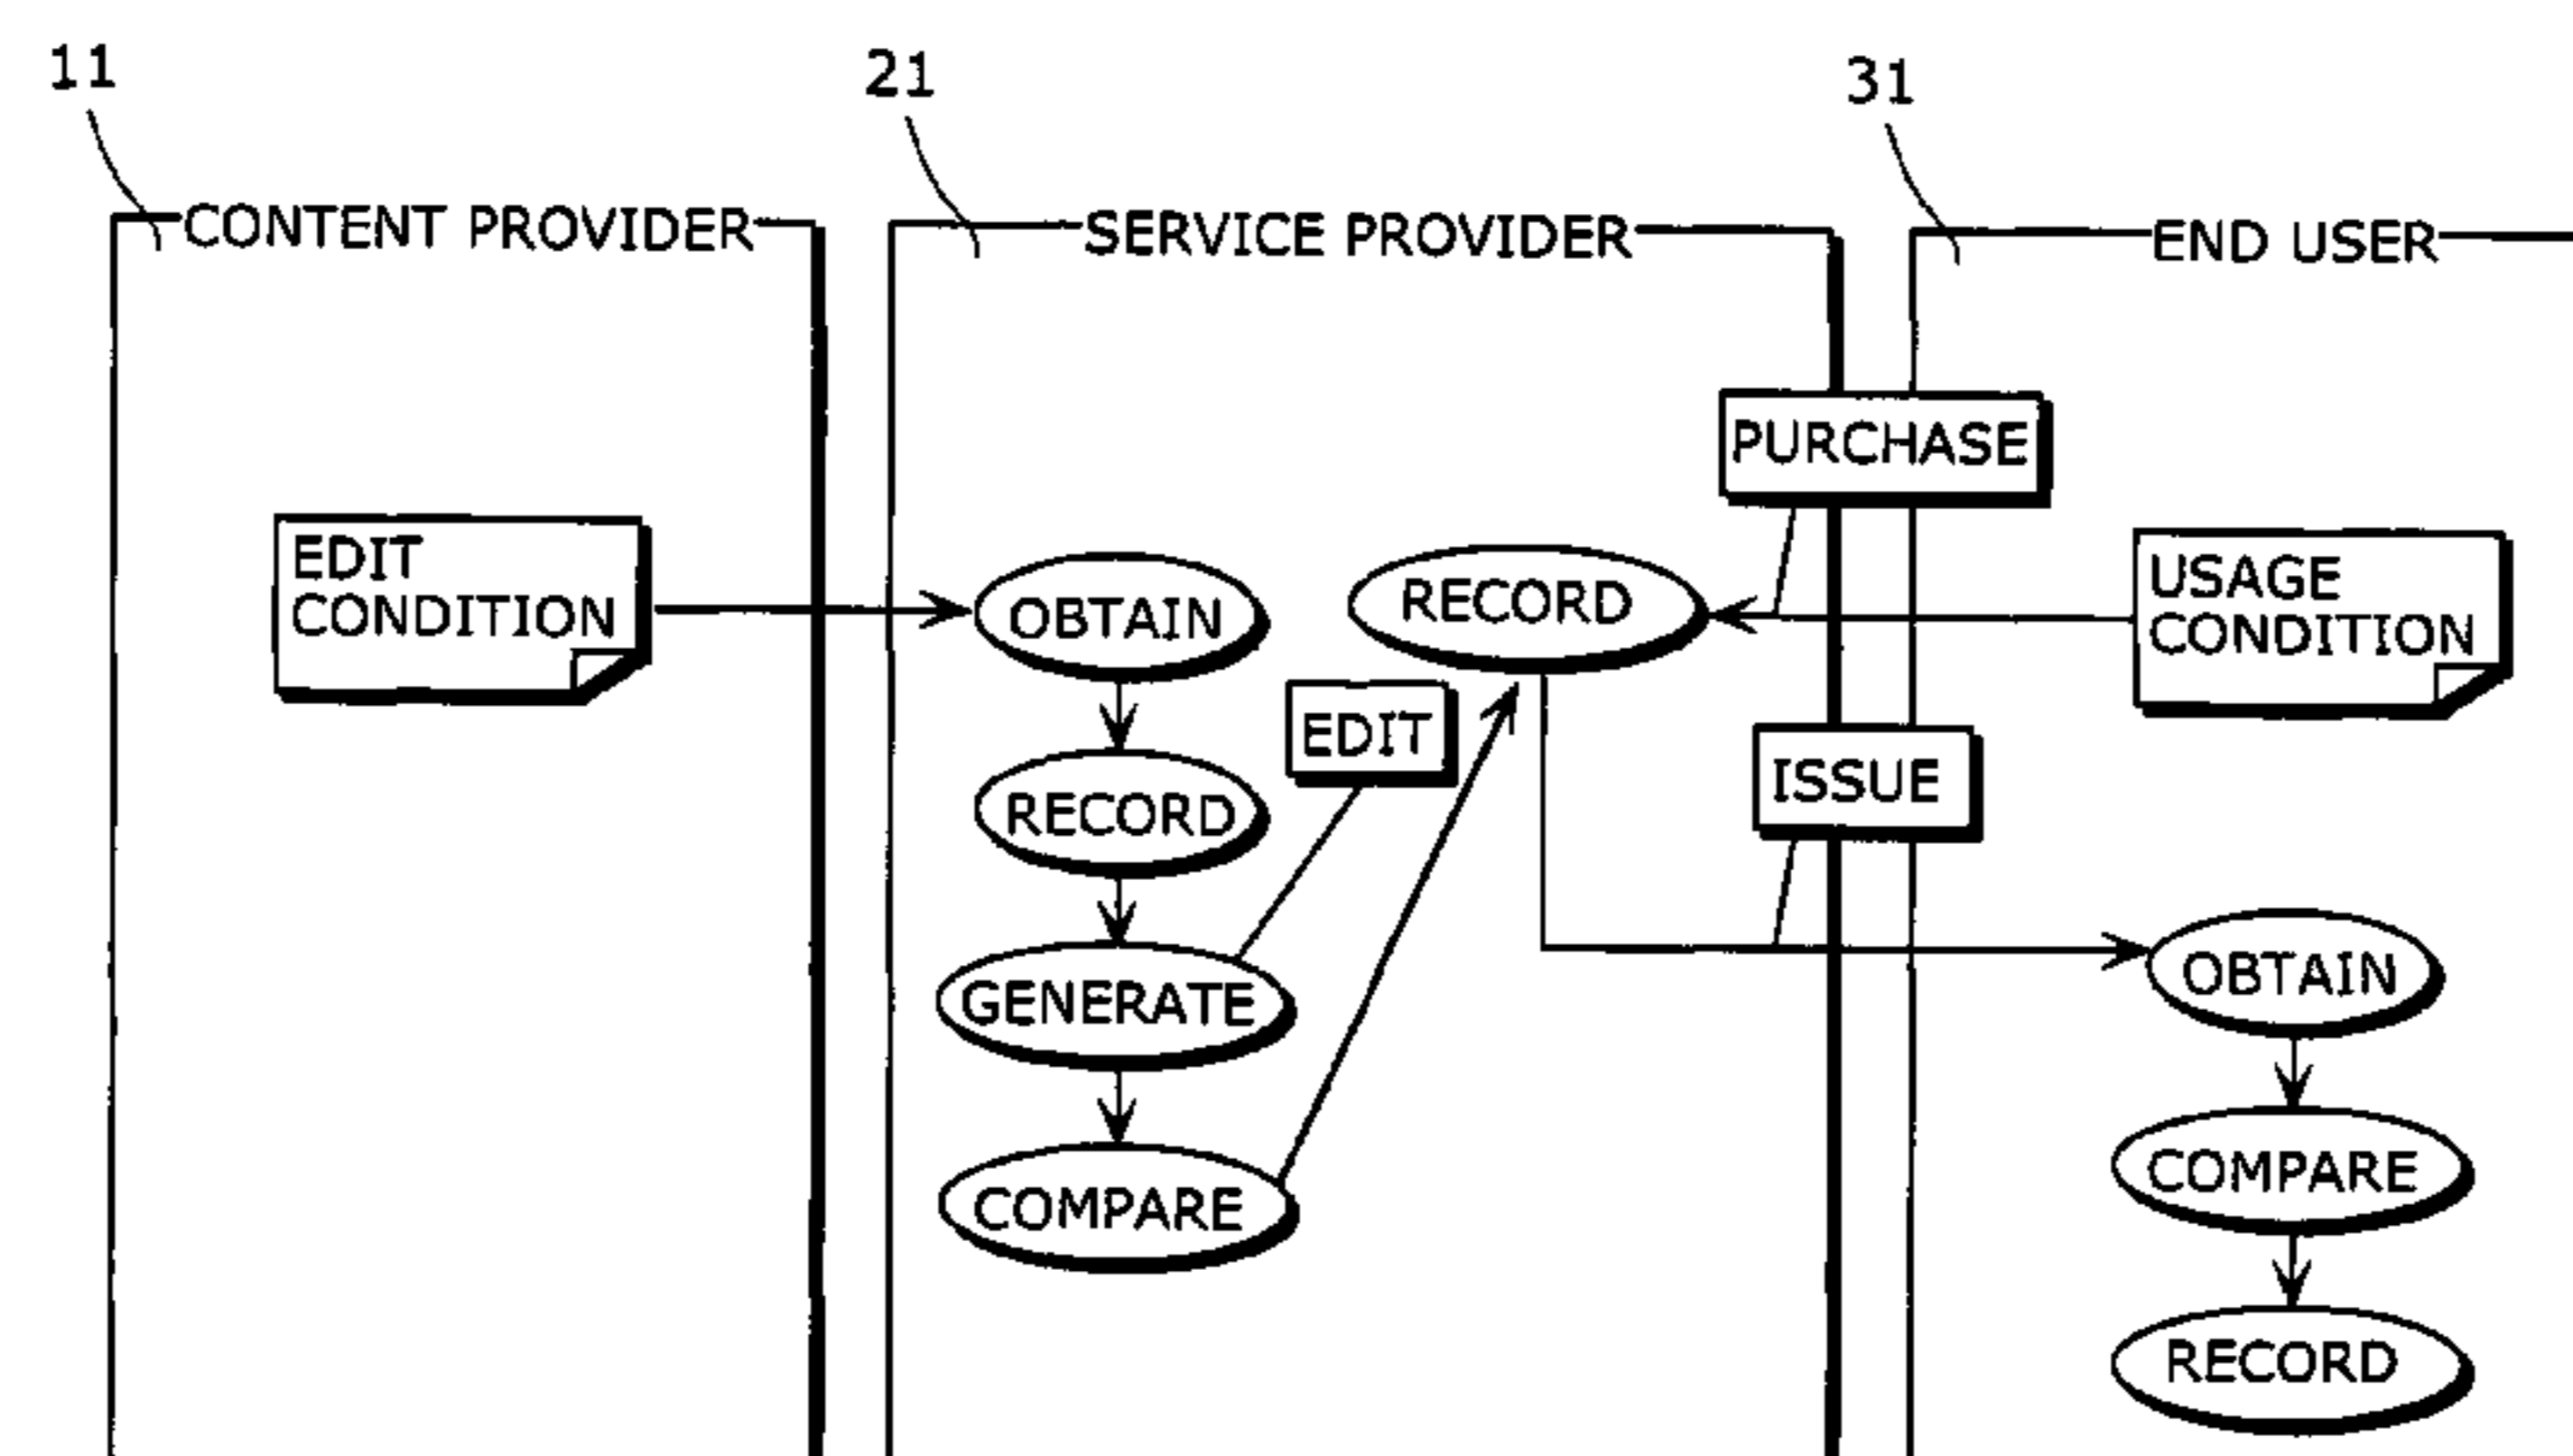 11
21
31
CONTENT PROVIDER
SERVICE PROVIDER
END USER
PURCHASE
EDIT
CONDITION
OBTAIN
RECORD
USAGE
CONDITION
EDIT
ISSUE
RECORD
GENERATE
OBTAIN
COMPARE
COMPARE
RECORD